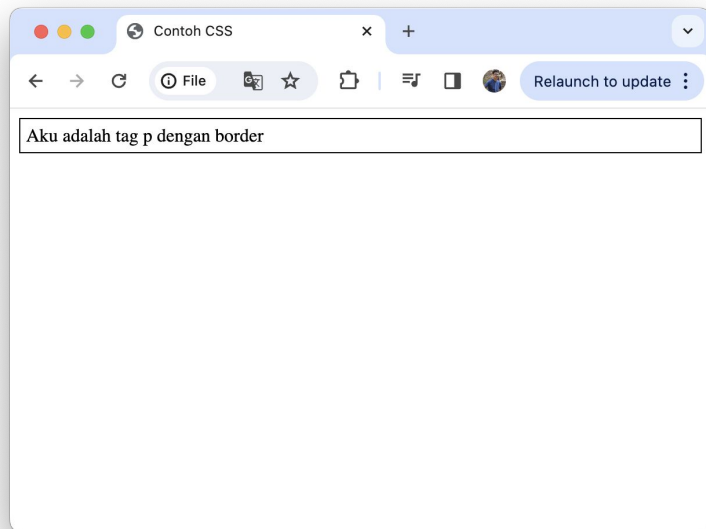 Contoh CSS
File
Relaunch to update
Aku adalah tag p dengan border